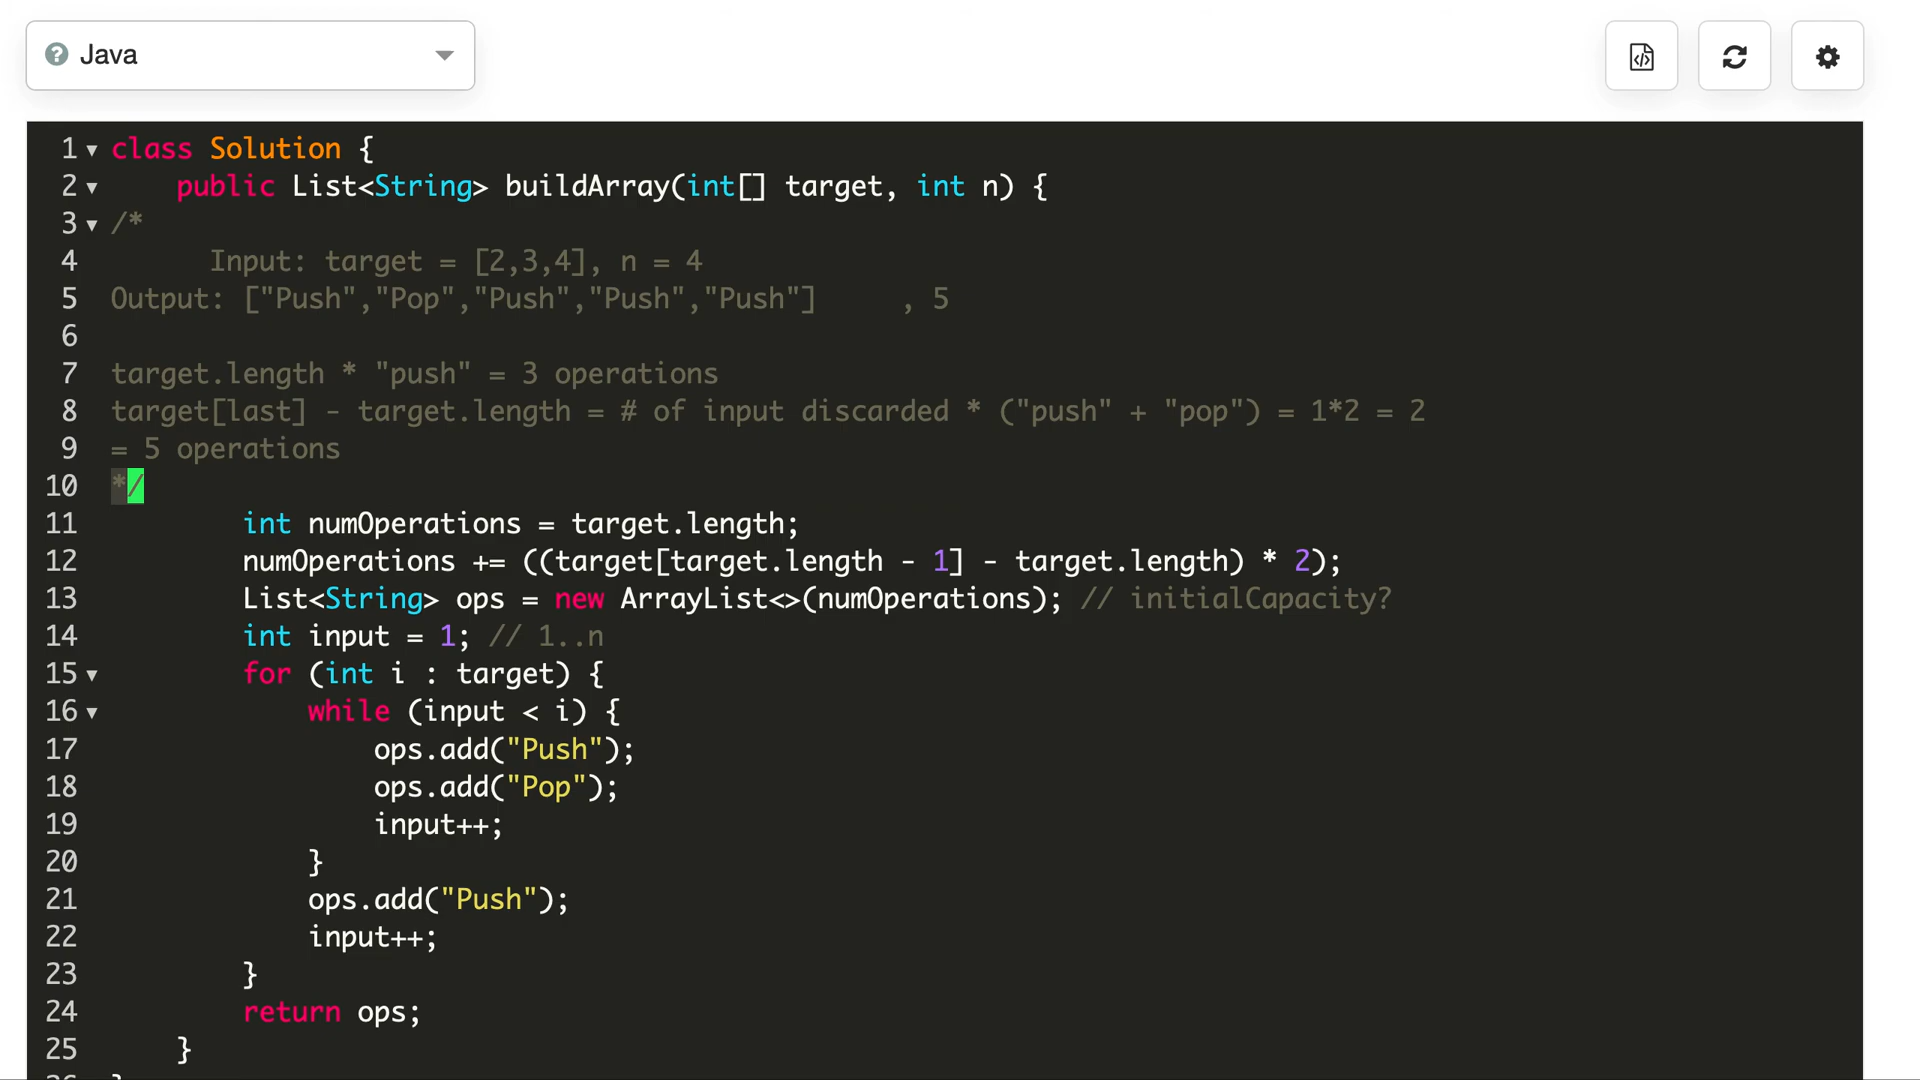 ? Java
1 class Solution {
2 public List<String> buildArray(int[] target, int n) {
3 /*
4 Input: target = [2,3,4], n = 4
5 Output: ["Push","Pop","Push","Push","Push"] , 5
6
7 target.length * "push" = 3 operations
8 target[last] - target.length = # of input discarded * ("push" + "pop") = 1*2 = 2
9 = 5 operations
10 */
11 int numOperations = target.length;
12 numOperations += ((target[target.length - 1] - target.length) * 2);
13 List<String> ops = new ArrayList<>(numOperations); // initialCapacity?
14 int input = 1; // 1..n
15 for (int i : target) {
16 while (input < i) {
17 ops.add("Push");
18 ops.add("Pop");
19 input++;
20 }
21 ops.add("Push");
22 input++;
23 }
24 return ops;
25 }